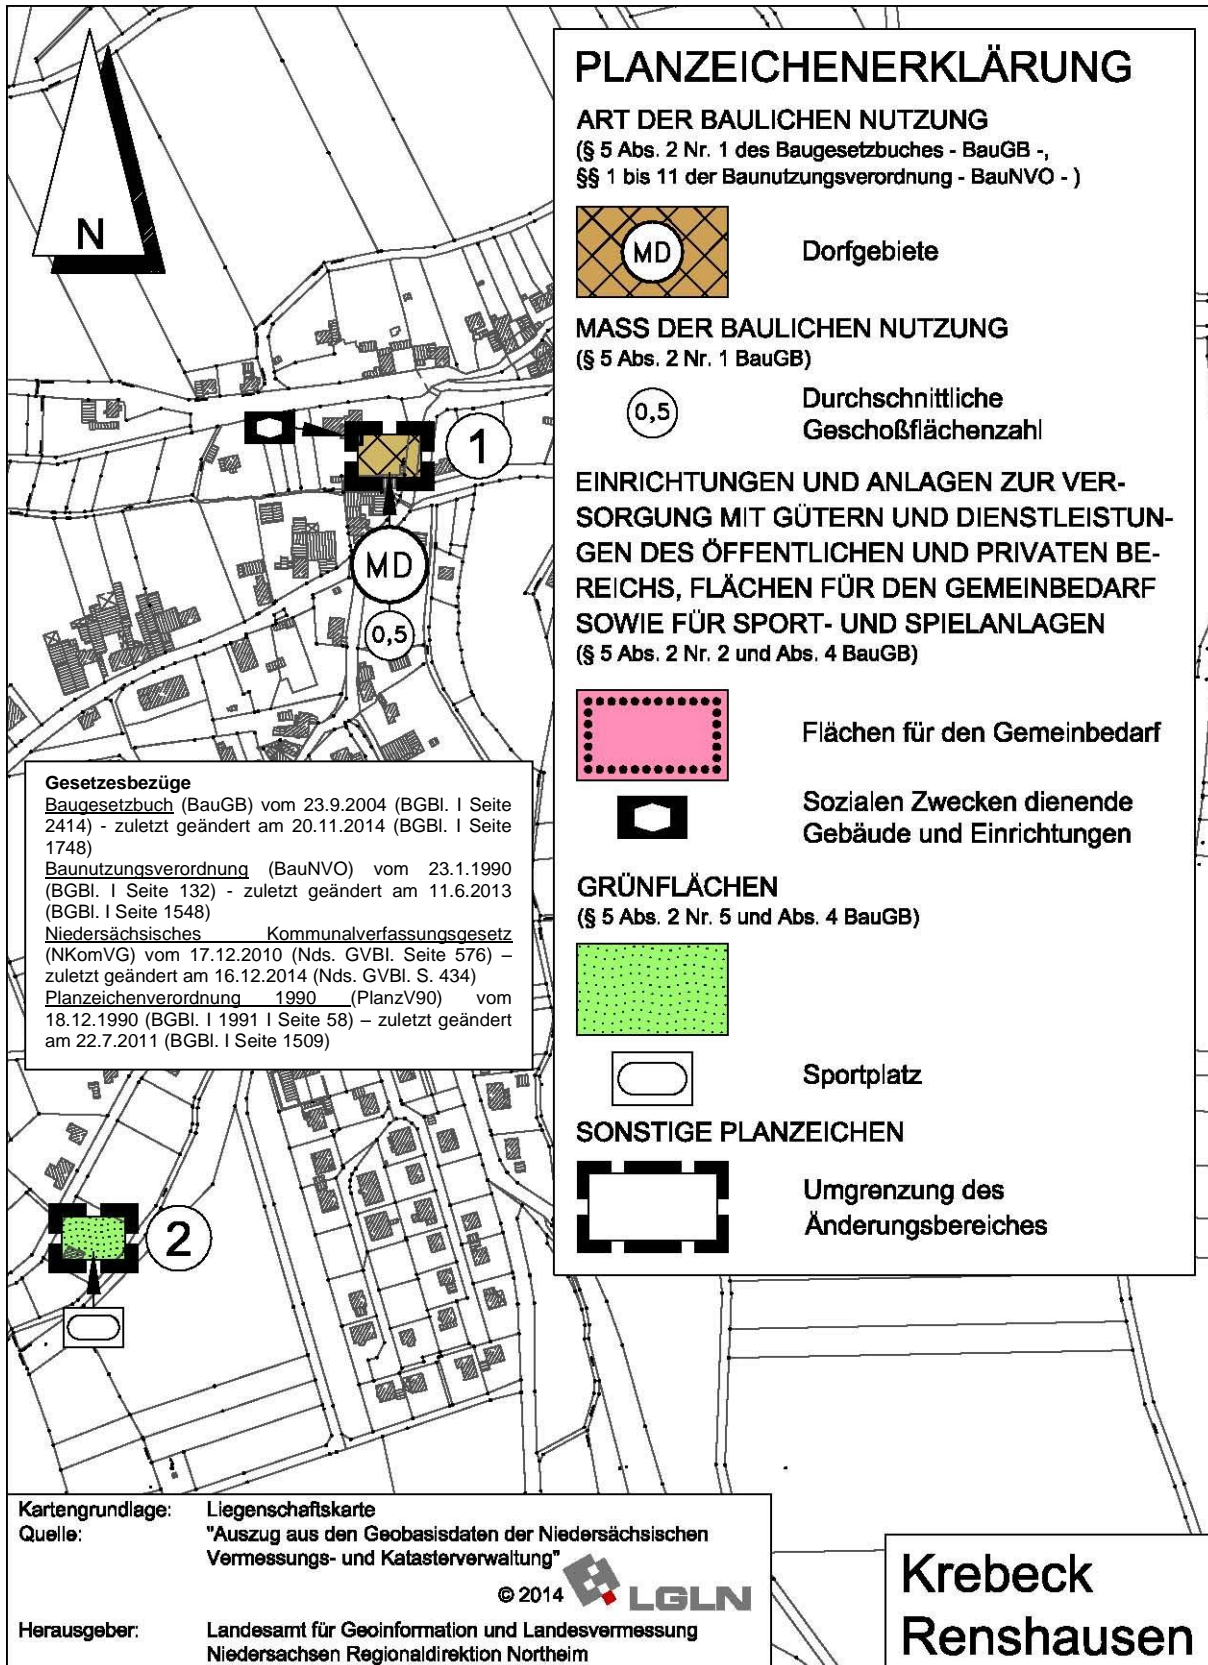 N
1
MD
0,5
2
PLANZEICHENERKLÄRUNG
ART DER BAULICHEN NUTZUNG
(§ 5 Abs. 2 Nr. 1 des Baugesetzbuches - BauGB -,
§§ 1 bis 11 der Baunutzungsverordnung - BauNVO - )
MD
Dorfgebiete
MASS DER BAULICHEN NUTZUNG
(§ 5 Abs. 2 Nr. 1 BauGB)
0,5
Durchschnittliche
Geschoßflächenzahl
EINRICHTUNGEN UND ANLAGEN ZUR VER-
SORGUNG MIT GÜTERN UND DIENSTLEISTUN-
GEN DES ÖFFENTLICHEN UND PRIVATEN BE-
REICHS, FLÄCHEN FÜR DEN GEMEINBEDARF
SOWIE FÜR SPORT- UND SPIELANLAGEN
(§ 5 Abs. 2 Nr. 2 und Abs. 4 BauGB)
Flächen für den Gemeinbedarf
Sozialen Zwecken dienende
Gebäude und Einrichtungen
GRÜNFLÄCHEN
(§ 5 Abs. 2 Nr. 5 und Abs. 4 BauGB)
Sportplatz
SONSTIGE PLANZEICHEN
Umgrenzung des
Änderungsbereiches
Gesetzesbezüge
Baugesetzbuch (BauGB) vom 23.9.2004 (BGBl. I Seite
2414) - zuletzt geändert am 20.11.2014 (BGBl. I Seite
1748)
Baunutzungsverordnung (BauNVO) vom 23.1.1990
(BGBl. I Seite 132) - zuletzt geändert am 11.6.2013
(BGBl. I Seite 1548)
Niedersächsisches Kommunalverfassungsgesetz
(NKomVG) vom 17.12.2010 (Nds. GVBl. Seite 576) –
zuletzt geändert am 16.12.2014 (Nds. GVBl. S. 434)
Planzeichenverordnung 1990 (PlanzV90) vom
18.12.1990 (BGBl. I 1991 I Seite 58) – zuletzt geändert
am 22.7.2011 (BGBl. I Seite 1509)
Kartengrundlage: Liegenschaftskarte
Quelle: "Auszug aus den Geobasisdaten der Niedersächsischen
Vermessungs- und Katasterverwaltung"
© 2014 LGLN
Herausgeber: Landesamt für Geoinformation und Landesvermessung
Niedersachsen Regionaldirektion Northeim
Krebeck
Renshausen